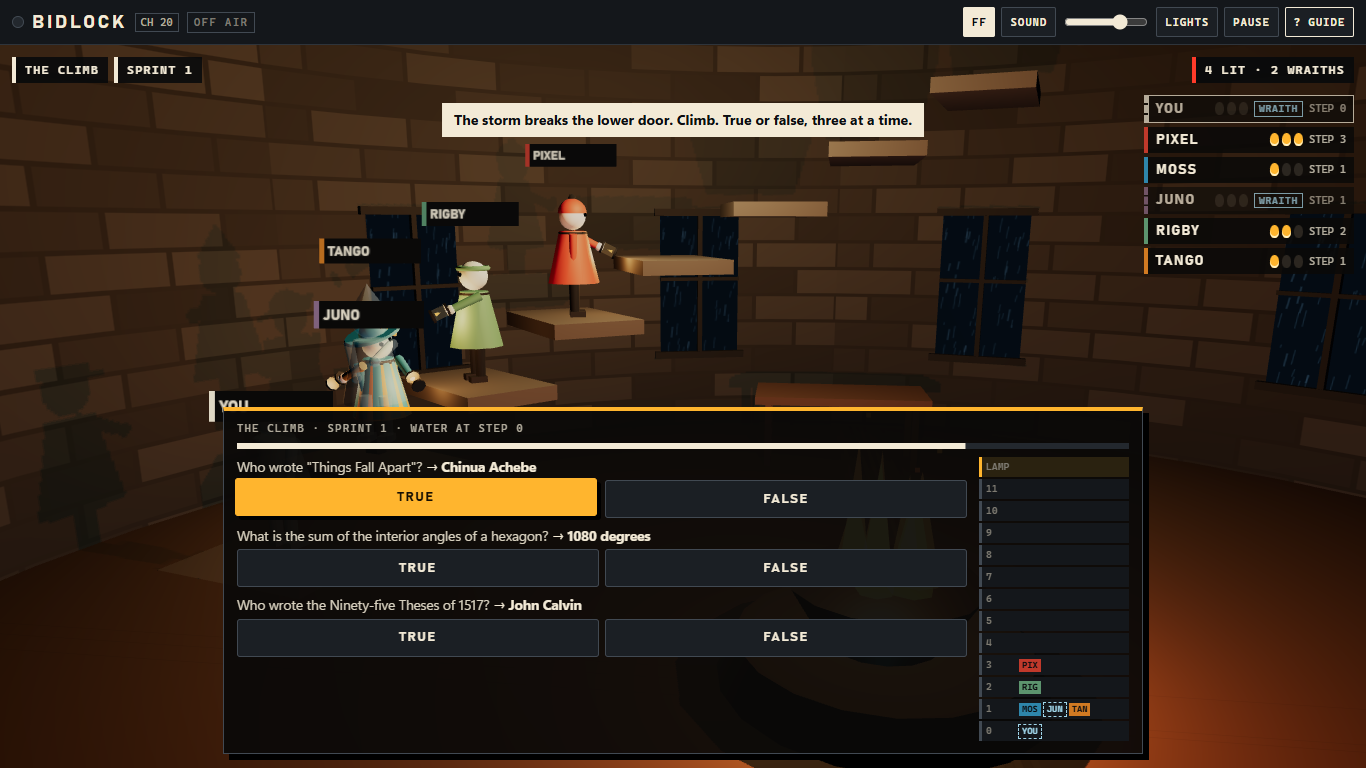 BIDLOCK CH 20 OFF AIR FF SOUND LIGHTS PAUSE ? GUIDE
THE CLIMB SPRINT 1
4 LIT · 2 WRAITHS
The storm breaks the lower door. Climb. True or false, three at a time.
YOU WRAITH STEP 0
PIXEL STEP 3
MOSS STEP 1
JUNO WRAITH STEP 1
RIGBY STEP 2
TANGO STEP 1
PIXEL
RIGBY
TANGO
JUNO
YOU
THE CLIMB · SPRINT 1 · WATER AT STEP 0
Who wrote "Things Fall Apart"? → Chinua Achebe
TRUE FALSE
What is the sum of the interior angles of a hexagon? → 1080 degrees
TRUE FALSE
Who wrote the Ninety-five Theses of 1517? → John Calvin
TRUE FALSE
LAMP
11
10
9
8
7
6
5
4
3 PIX
2 RIG
1 MOS JUN TAN
0 YOU